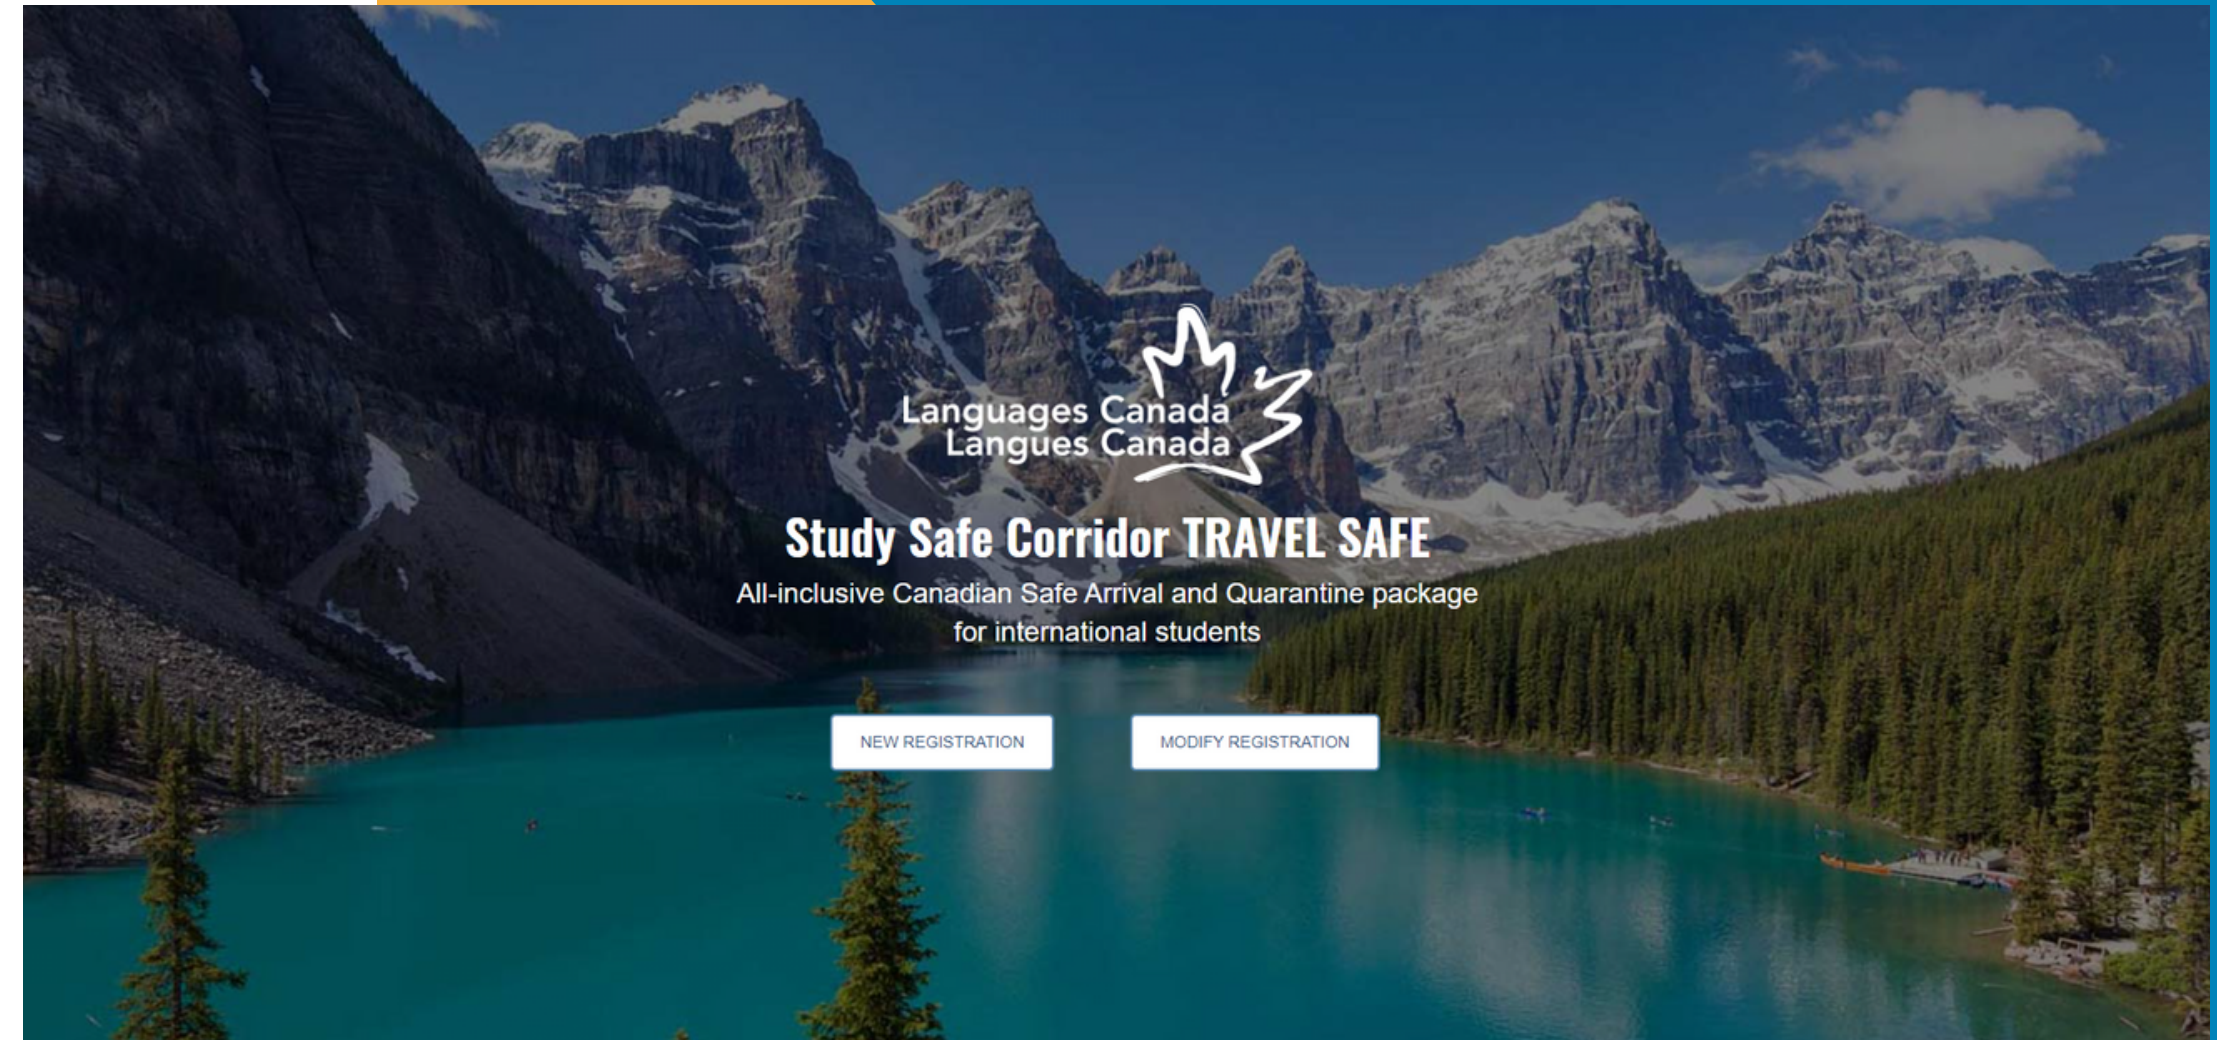 Languages Canada
Langues Canada
Study Safe Corridor TRAVEL SAFE
All-inclusive Canadian Safe Arrival and Quarantine package
for international students
NEW REGISTRATION
MODIFY REGISTRATION